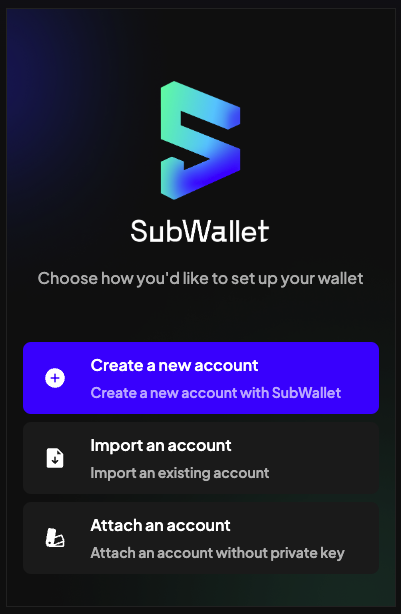 SubWallet
Choose how you'd like to set up your wallet
Create a new account
Create a new account with SubWallet
Import an account
Import an existing account
Attach an account
Attach an account without private key